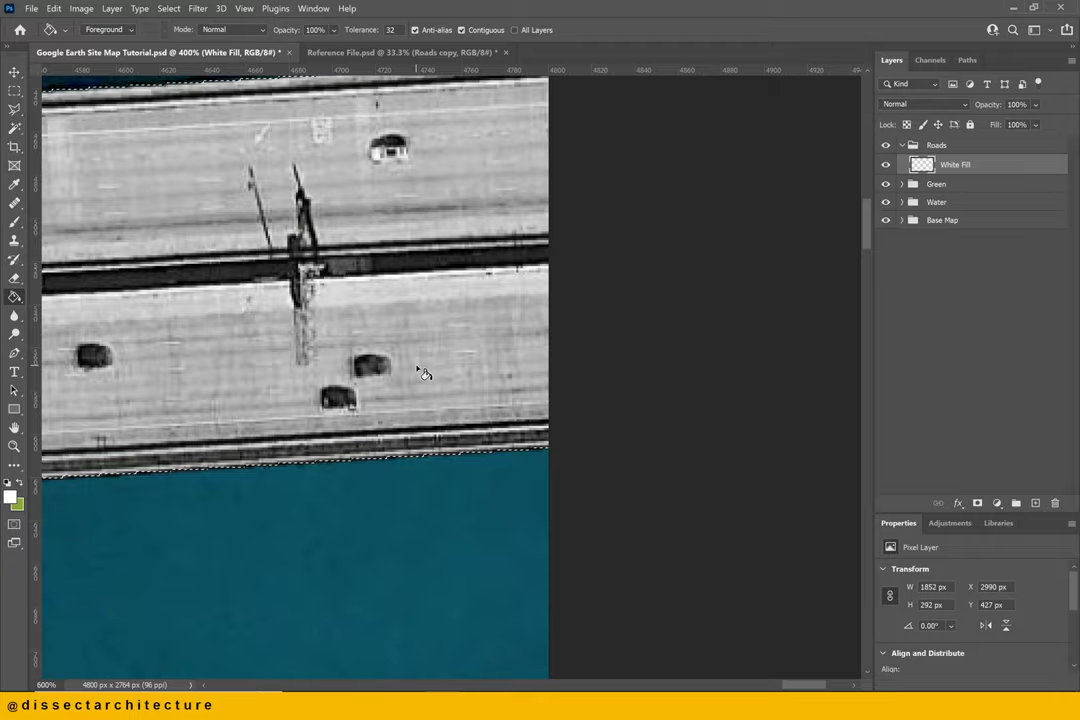 Ps File Edit Image Layer Type Select Filter 3D View Plugins Window Help
Foreground Mode: Normal Opacity: 100% Tolerance: 32 Anti-alias Contiguous All Layers
Google Earth Site Map Tutorial.psd @ 400% (White Fill, RGB/8#) * × Reference File.psd @ 33.3% (Roads copy, RGB/8#) * ×
4580 4600 4620 4640 4660 4680 4700 4720 4740 4760 4780 4800 4820 4840 4860 4880 4900 4920
Layers Channels Paths
Kind
Normal Opacity: 100%
Lock: Fill: 100%
Roads
White Fill
Green
Water
Base Map
fx
Properties Adjustments Libraries
Pixel Layer
Transform
W 1852 px X 2990 px
H 292 px Y 427 px
0.00°
Align and Distribute
Align:
600% 4800 px x 2764 px (96 ppi)
@dissectarchitecture